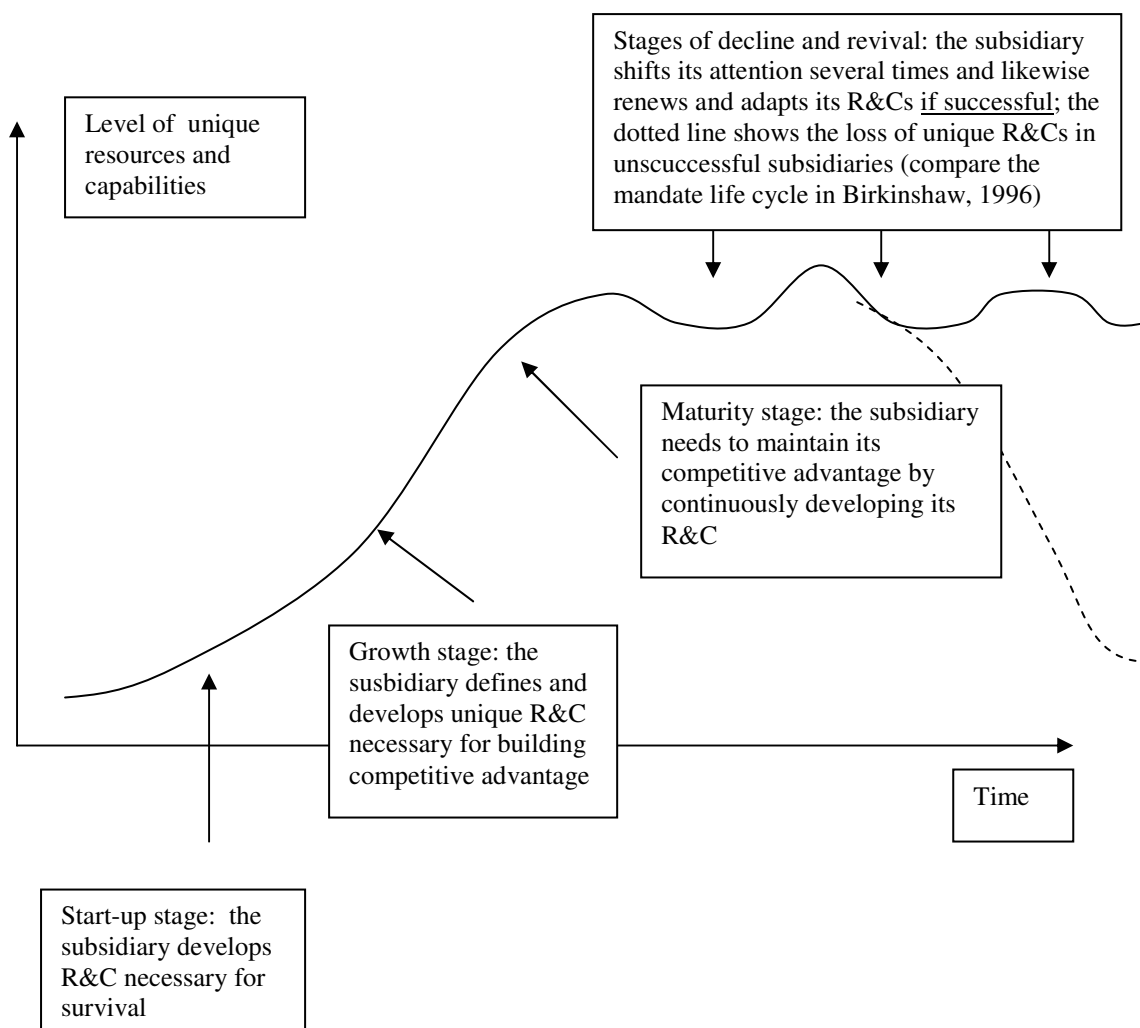 Stages of decline and revival: the subsidiary
shifts its attention several times and likewise
renews and adapts its R&Cs if successful; the
dotted line shows the loss of unique R&Cs in
unscuccessful subsidiaries (compare the
mandate life cycle in Birkinshaw, 1996)
Level of unique
resources and
capabilities
Maturity stage: the subsidiary
needs to maintain its
competitive advantage by
continuously developing its
R&C
Growth stage: the
susbidiary defines and
develops unique R&C
necessary for building
competitive advantage
Time
Start-up stage: the
subsidiary develops
R&C necessary for
survival